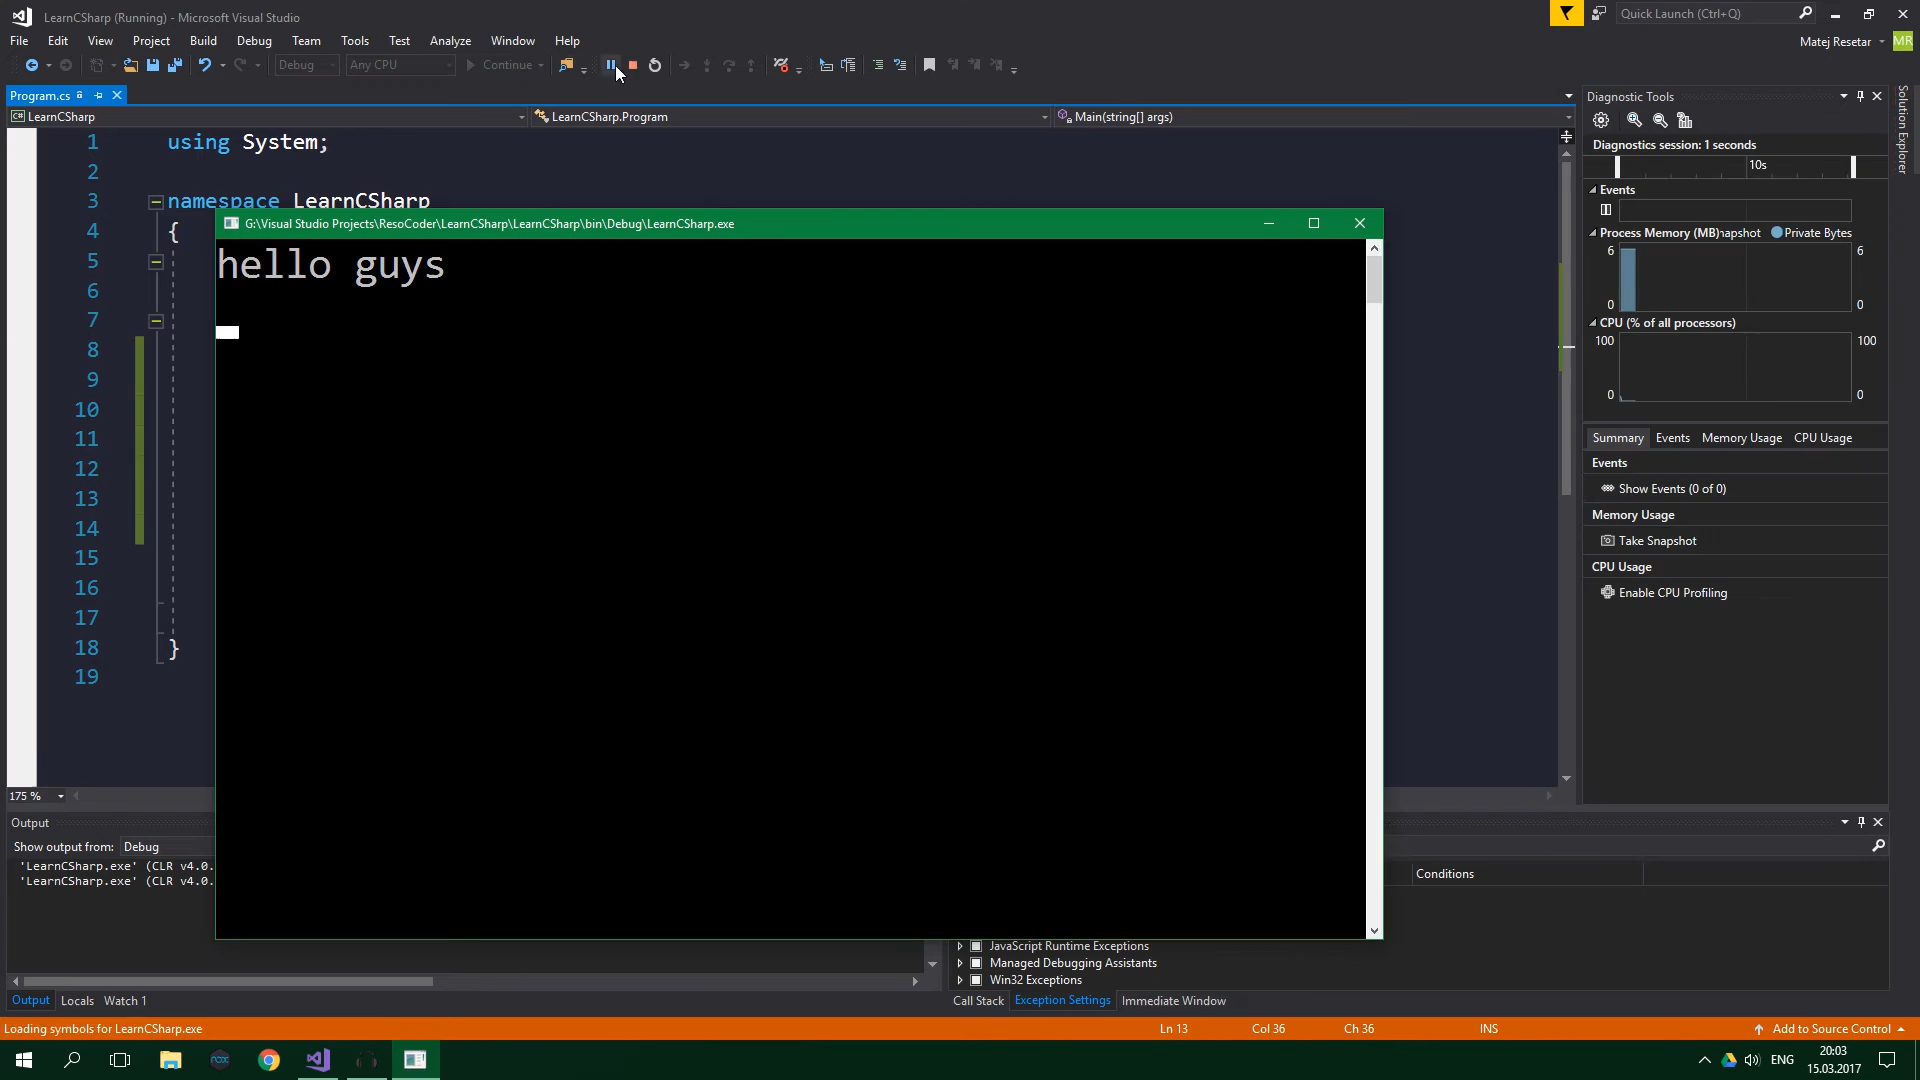 LearnCSharp (Running) - Microsoft Visual Studio
Quick Launch (Ctrl+Q)
File Edit View Project Build Debug Team Tools Test Analyze Window Help
Matej Resetar
MR
Debug
Any CPU
Continue
Program.cs
LearnCSharp
LearnCSharp.Program
Main(string[] args)
1 using System;
2
3 namespace LearnCSharp
4 {
5
6
7
8
9
10
11
12
13
14
15
16
17
18 }
19
G:\Visual Studio Projects\ResoCoder\LearnCSharp\LearnCSharp\bin\Debug\LearnCSharp.exe
hello guys
175 %
Diagnostic Tools
Diagnostics session: 1 seconds
10s
Events
Process Memory (MB)
apshot
Private Bytes
6
6
0
0
CPU (% of all processors)
100
100
0
0
Summary Events Memory Usage CPU Usage
Events
Show Events (0 of 0)
Memory Usage
Take Snapshot
CPU Usage
Enable CPU Profiling
Solution Explorer
Output
Show output from: Debug
'LearnCSharp.exe' (CLR v4.0.
'LearnCSharp.exe' (CLR v4.0.
Conditions
JavaScript Runtime Exceptions
Managed Debugging Assistants
Win32 Exceptions
Output Locals Watch 1
Call Stack Exception Settings Immediate Window
Loading symbols for LearnCSharp.exe
Ln 13
Col 36
Ch 36
INS
Add to Source Control
nox
ENG
20:03
15.03.2017